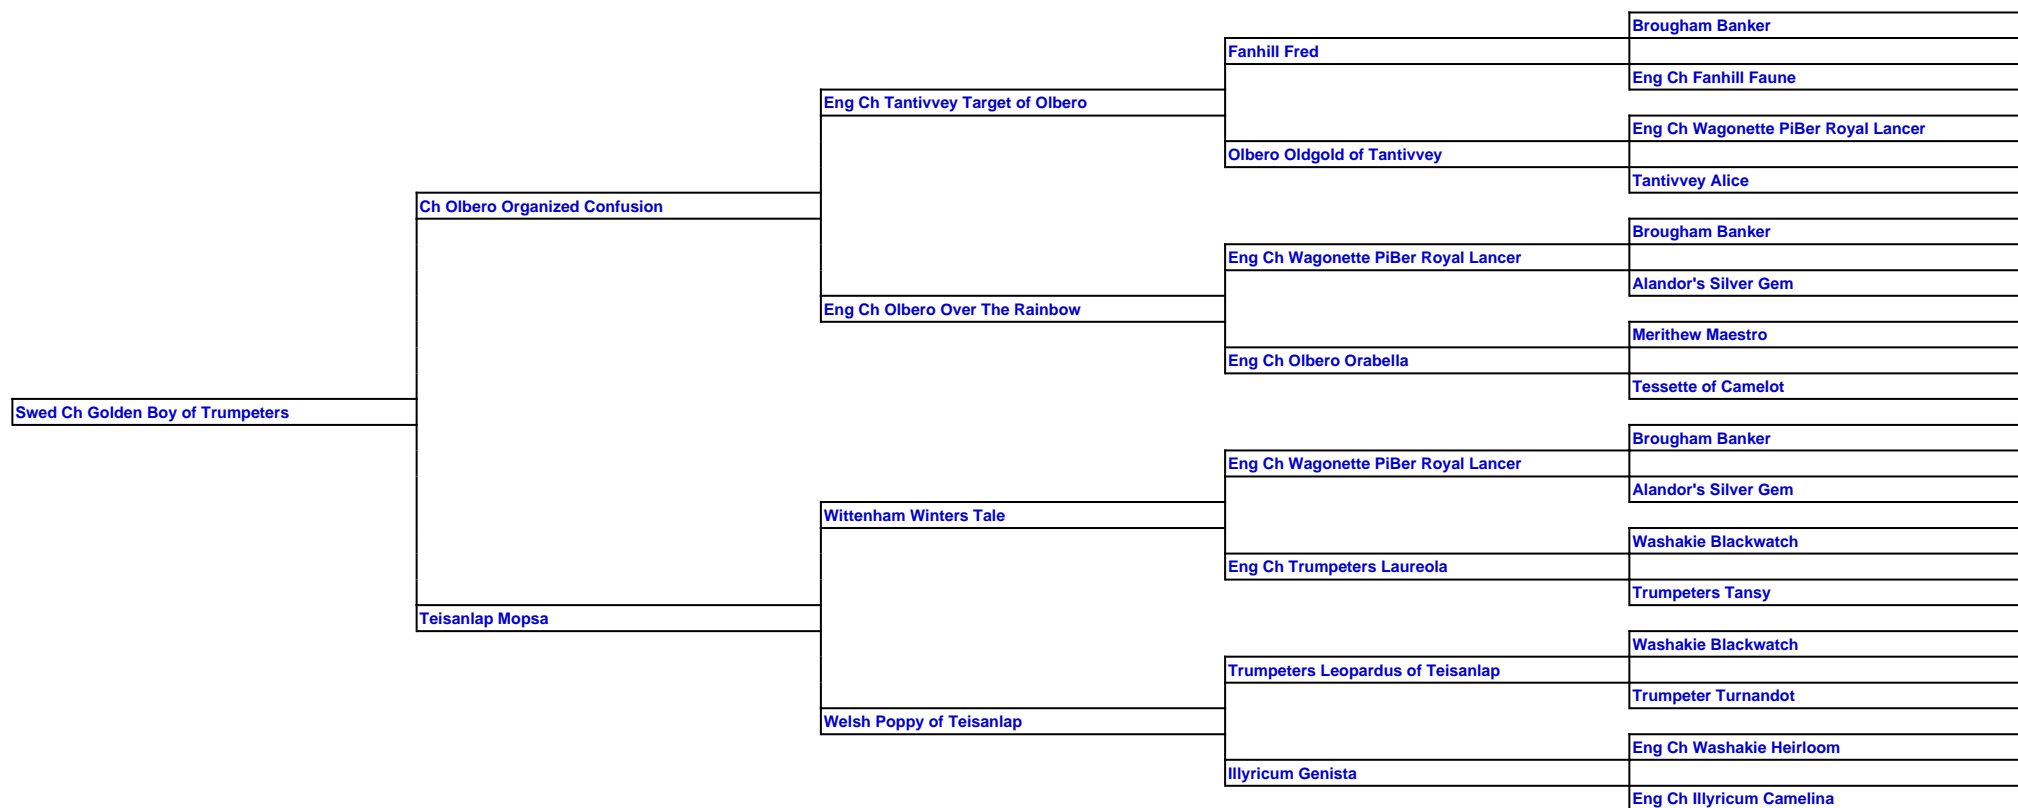 Brougham Banker
Fanhill Fred
Eng Ch Fanhill Faune
Eng Ch Tantivvey Target of Olbero
Eng Ch Wagonette PiBer Royal Lancer
Olbero Oldgold of Tantivvey
Tantivvey Alice
Ch Olbero Organized Confusion
Brougham Banker
Eng Ch Wagonette PiBer Royal Lancer
Alandor's Silver Gem
Eng Ch Olbero Over The Rainbow
Merithew Maestro
Eng Ch Olbero Orabella
Tessette of Camelot
Swed Ch Golden Boy of Trumpeters
Brougham Banker
Eng Ch Wagonette PiBer Royal Lancer
Alandor's Silver Gem
Wittenham Winters Tale
Washakie Blackwatch
Eng Ch Trumpeters Laureola
Trumpeters Tansy
Teisanlap Mopsa
Washakie Blackwatch
Trumpeters Leopardus of Teisanlap
Trumpeter Turnandot
Welsh Poppy of Teisanlap
Eng Ch Washakie Heirloom
Illyricum Genista
Eng Ch Illyricum Camelina